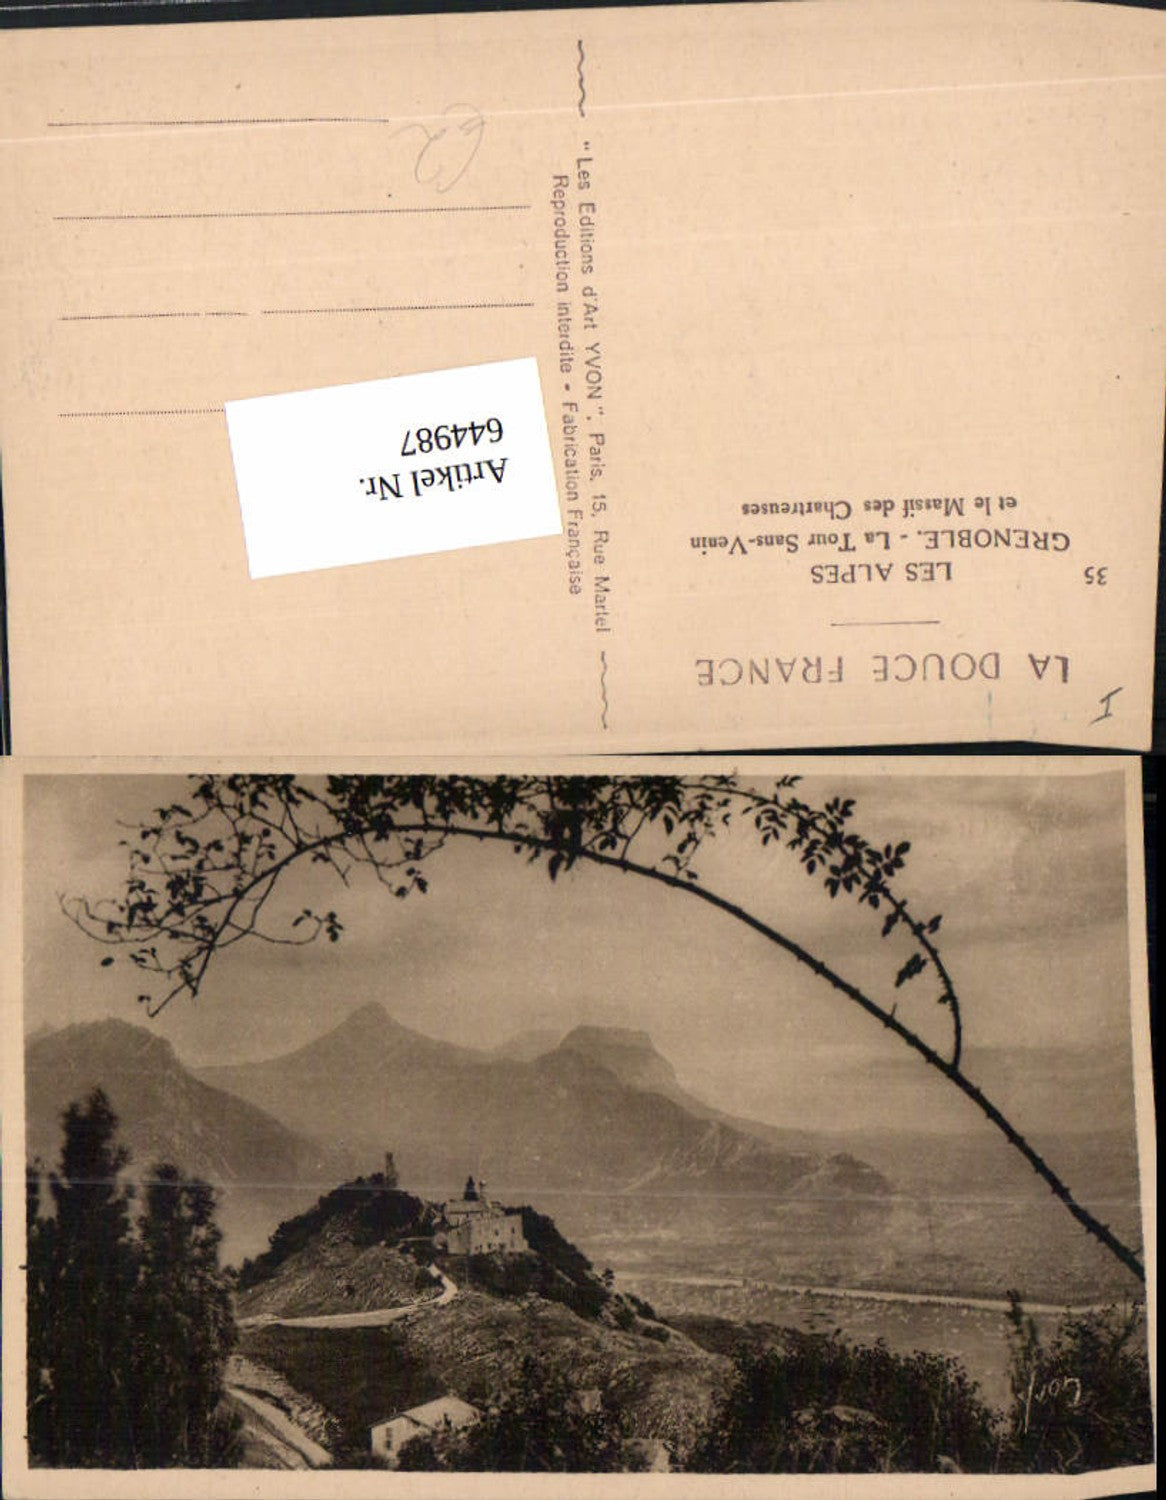 LA DOUCE FRANCE
35
LES ALPES
GRENOBLE. - La Tour Sans-Venin
et le Massif des Chartreuses
"Les Editions d'Art YVON", Paris, 15, Rue Martel
Reproduction interdite • Fabrication Française
Artikel Nr.
644987
I